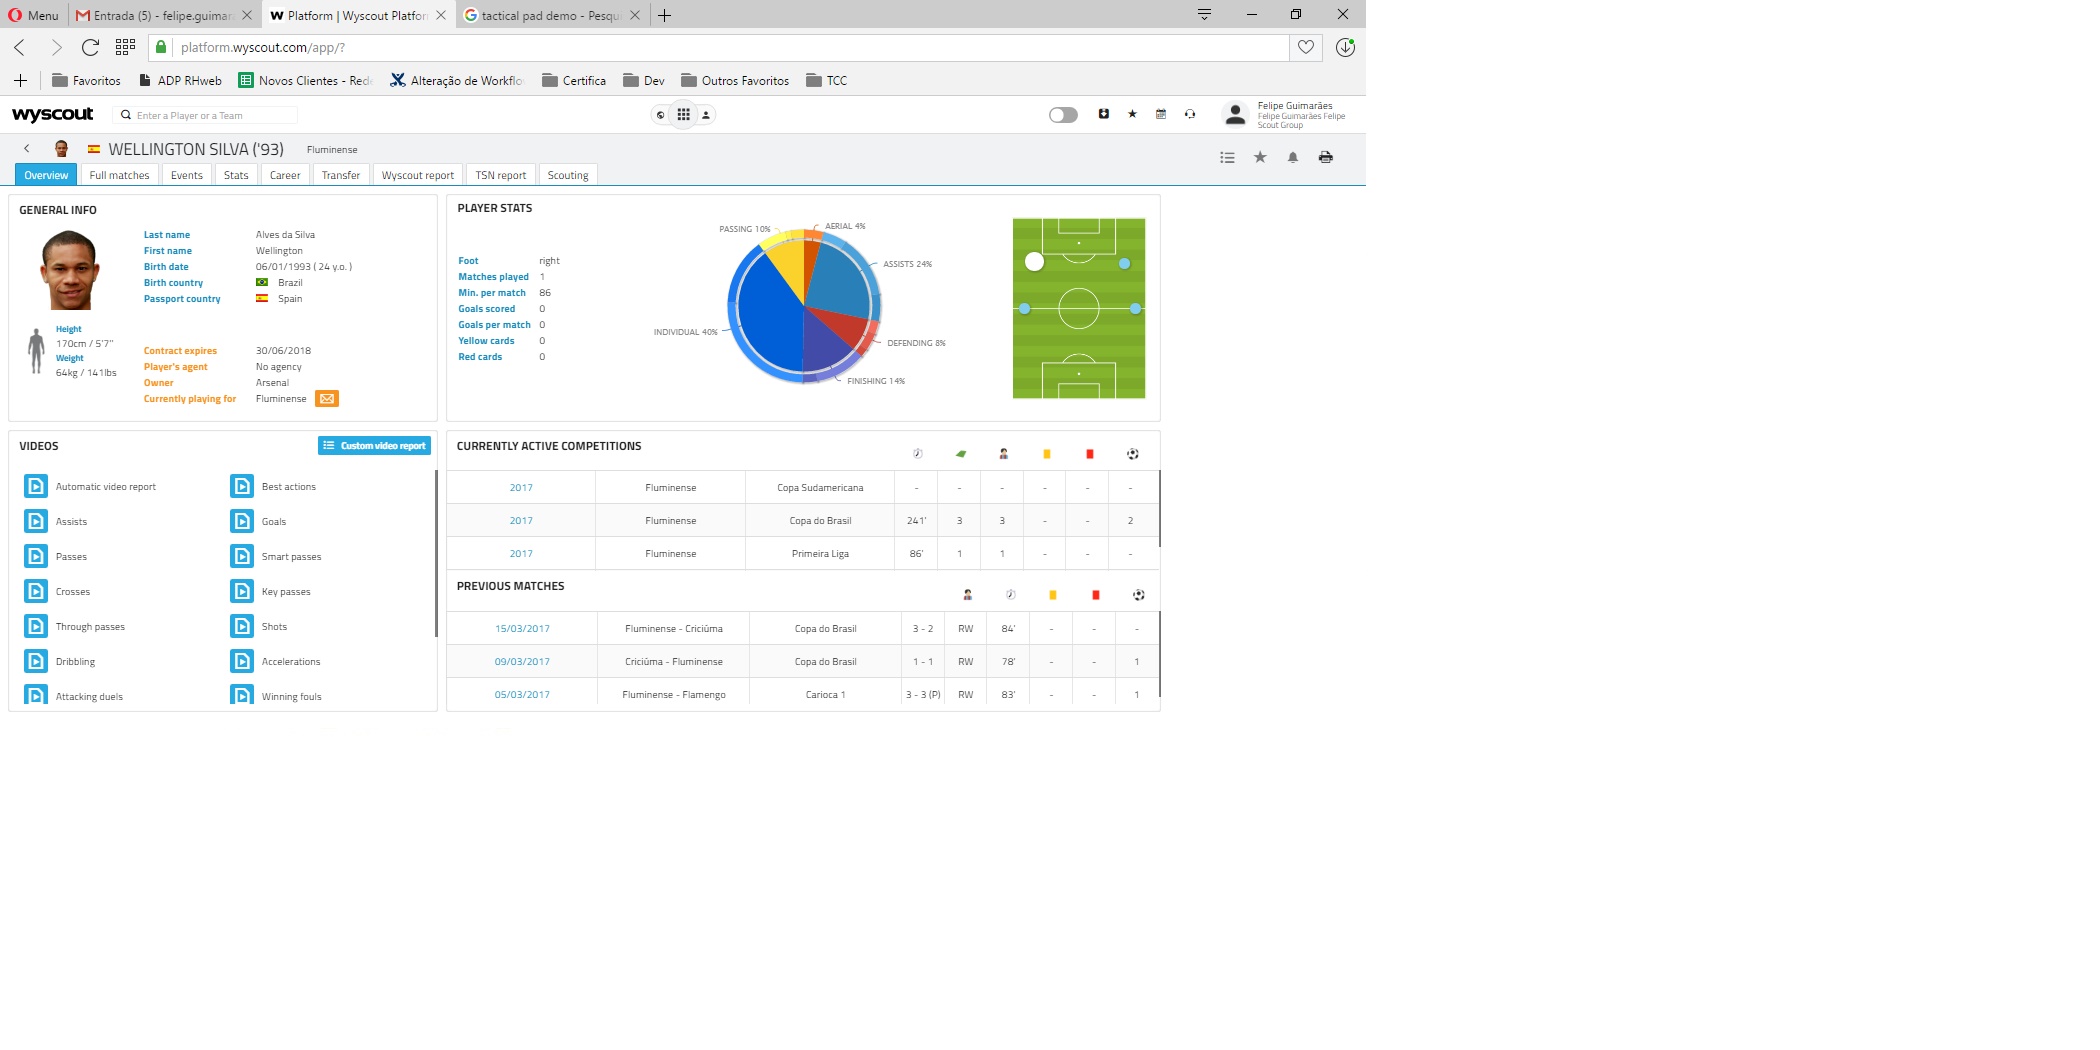 Menu
Entrada (5) - felipe.guimar
Platform | Wyscout Platfor
tactical pad demo - Pesqu
platform.wyscout.com/app/?
Favoritos
ADP RHweb
Novos Clientes - Rede
Alteração de Workflo
Certifica
Dev
Outros Favoritos
TCC
wyscout
Enter a Player or a Team
Felipe Guimarães
Felipe Guimarães Felipe
Scout Group
WELLINGTON SILVA ('93)
Fluminense
Overview
Full matches
Events
Stats
Career
Transfer
Wyscout report
TSN report
Scouting
GENERAL INFO
Last name Alves da Silva
First name Wellington
Birth date 06/01/1993 ( 24 y.o. )
Birth country Brazil
Passport country Spain
Height
170cm / 5'7"
Weight
64kg / 141lbs
Contract expires 30/06/2018
Player's agent No agency
Owner Arsenal
Currently playing for Fluminense
PLAYER STATS
Foot right
Matches played 1
Min. per match 86
Goals scored 0
Goals per match 0
Yellow cards 0
Red cards 0
PASSING 10%
AERIAL 4%
ASSISTS 24%
INDIVIDUAL 40%
DEFENDING 8%
FINISHING 14%
VIDEOS
Custom video report
Automatic video report
Best actions
Assists
Goals
Passes
Smart passes
Crosses
Key passes
Through passes
Shots
Dribbling
Accelerations
Attacking duels
Winning fouls
CURRENTLY ACTIVE COMPETITIONS
2017 Fluminense Copa Sudamericana - - - - - -
2017 Fluminense Copa do Brasil 241' 3 3 - - 2
2017 Fluminense Primeira Liga 86' 1 1 - - -
PREVIOUS MATCHES
15/03/2017 Fluminense - Criciúma Copa do Brasil 3 - 2 RW 84' - - -
09/03/2017 Criciúma - Fluminense Copa do Brasil 1 - 1 RW 78' - - 1
05/03/2017 Fluminense - Flamengo Carioca 1 3 - 3 (P) RW 83' - - 1